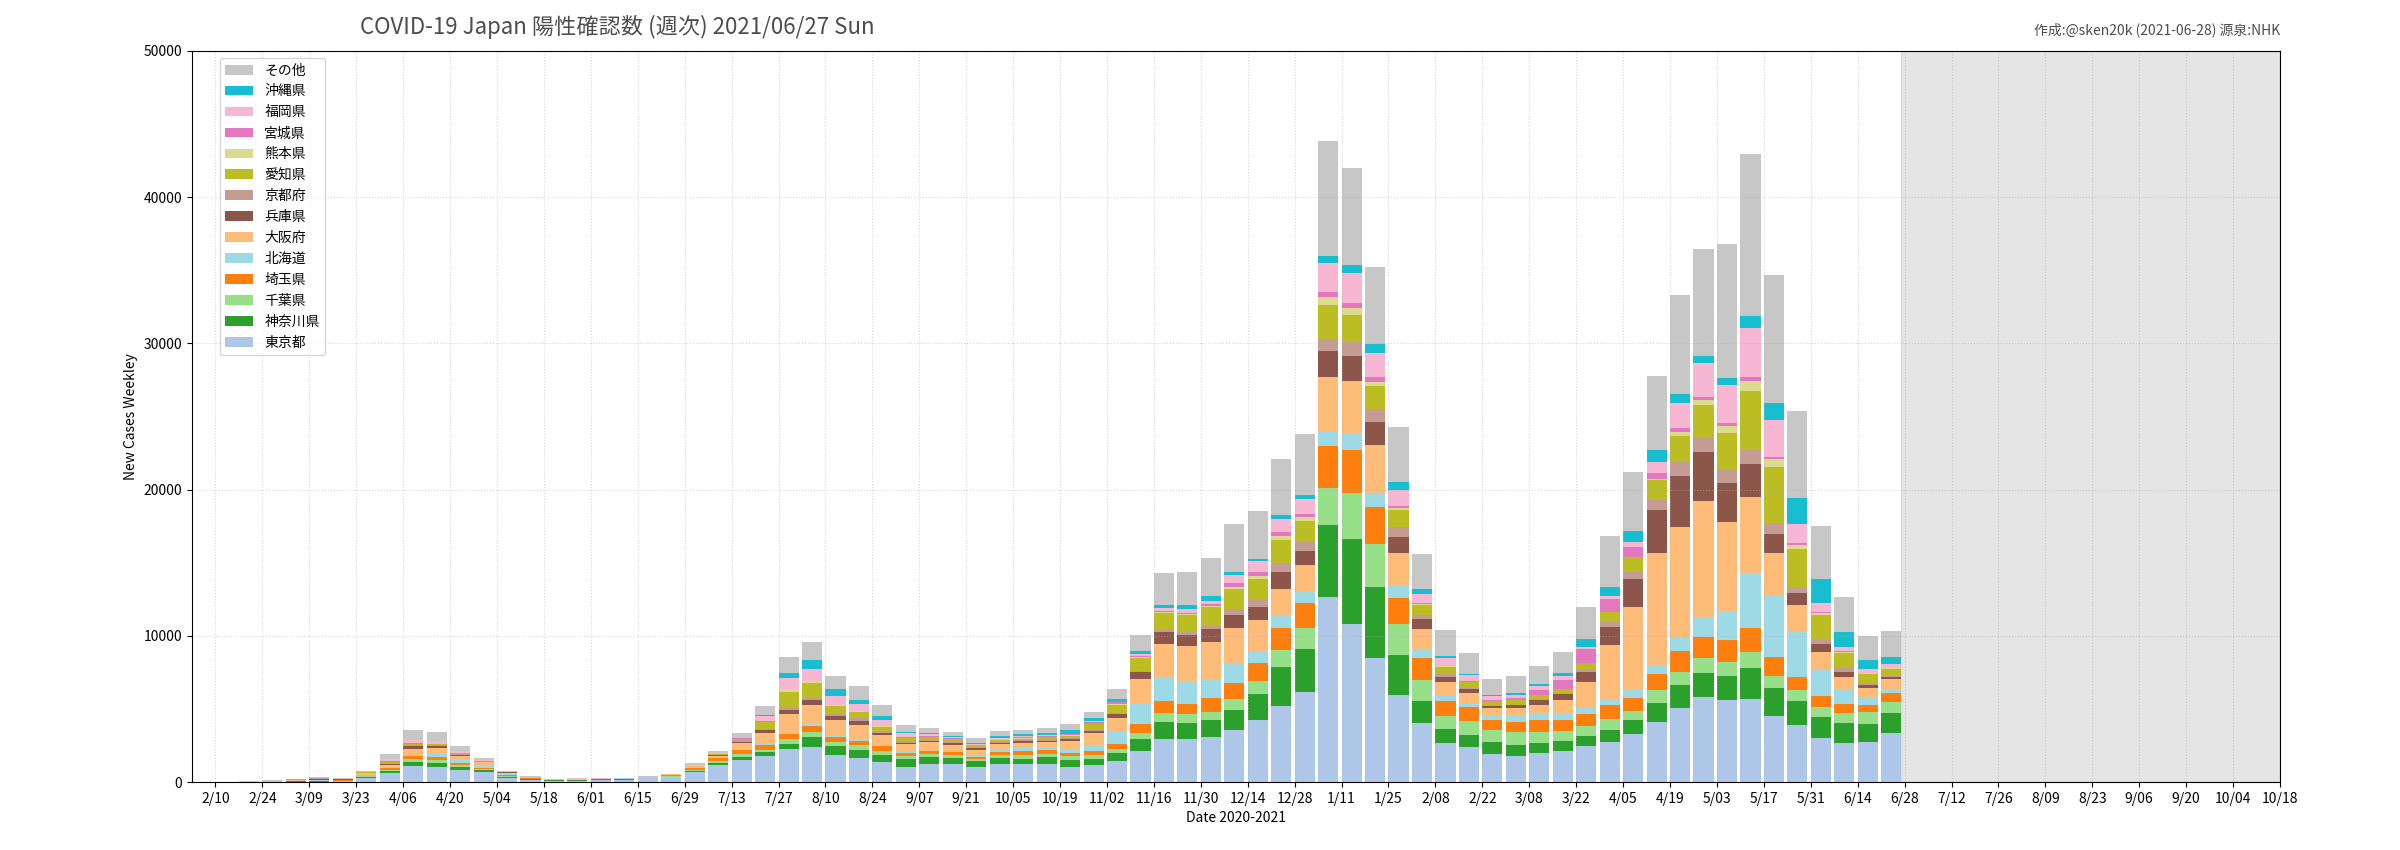 COVID-19 Japan 陽性確認数 (週次) 2021/06/27 Sun
作成:@sken20k (2021-06-28) 源泉:NHK
50000
40000
30000
20000
10000
0
New Cases Weekley
その他
沖縄県
福岡県
宮城県
熊本県
愛知県
京都府
兵庫県
大阪府
北海道
埼玉県
千葉県
神奈川県
東京都
2/10 2/24 3/09 3/23 4/06 4/20 5/04 5/18 6/01 6/15 6/29 7/13 7/27 8/10 8/24 9/07 9/21 10/05 10/19 11/02 11/16 11/30 12/14 12/28 1/11 1/25 2/08 2/22 3/08 3/22 4/05 4/19 5/03 5/17 5/31 6/14 6/28 7/12 7/26 8/09 8/23 9/06 9/20 10/04 10/18
Date 2020-2021